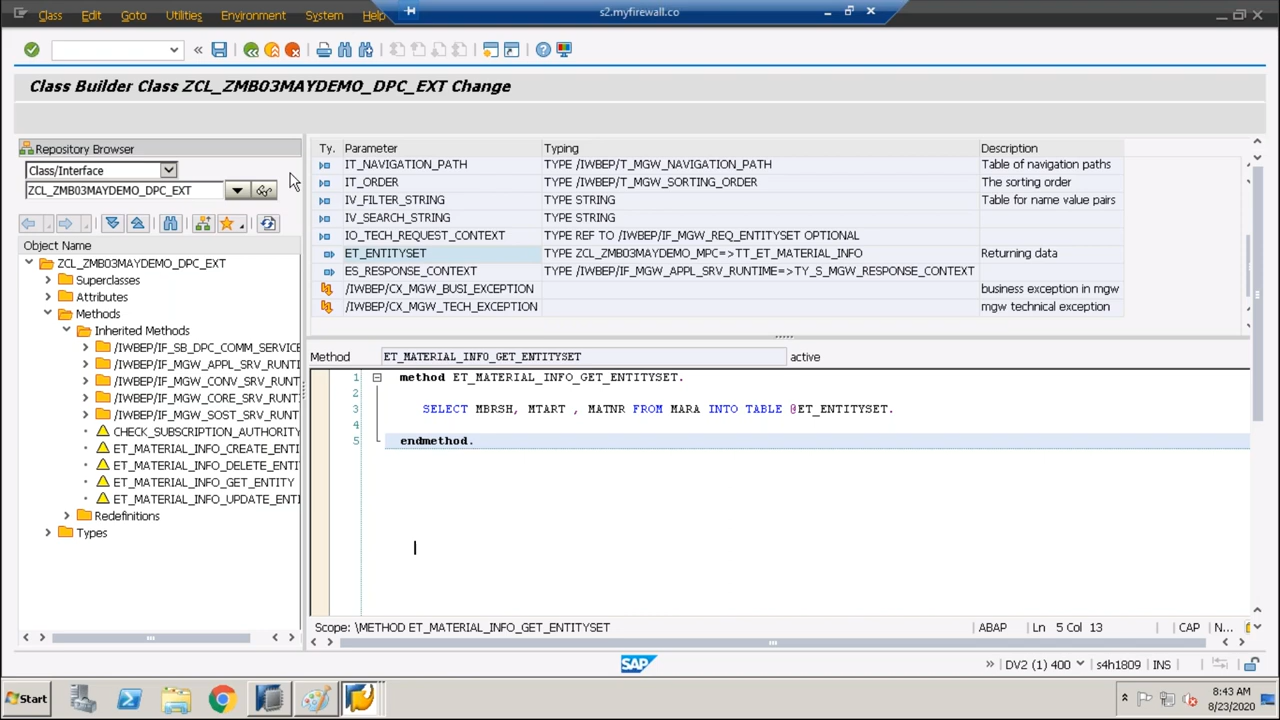 s2.myfirewall.co
Class Edit Goto Utilities Environment System Help
Class Builder Class ZCL_ZMB03MAYDEMO_DPC_EXT Change
Repository Browser
Class/Interface
ZCL_ZMB03MAYDEMO_DPC_EXT
Object Name
ZCL_ZMB03MAYDEMO_DPC_EXT
Superclasses
Attributes
Methods
Inherited Methods
/IWBEP/IF_SB_DPC_COMM_SERVICE
/IWBEP/IF_MGW_APPL_SRV_RUNTI
/IWBEP/IF_MGW_CONV_SRV_RUNT
/IWBEP/IF_MGW_CORE_SRV_RUNT
/IWBEP/IF_MGW_SOST_SRV_RUNT
CHECK_SUBSCRIPTION_AUTHORITY
ET_MATERIAL_INFO_CREATE_ENTI
ET_MATERIAL_INFO_DELETE_ENTI
ET_MATERIAL_INFO_GET_ENTITY
ET_MATERIAL_INFO_UPDATE_ENTI
Redefinitions
Types
Ty. Parameter Typing Description
IT_NAVIGATION_PATH TYPE /IWBEP/T_MGW_NAVIGATION_PATH Table of navigation paths
IT_ORDER TYPE /IWBEP/T_MGW_SORTING_ORDER The sorting order
IV_FILTER_STRING TYPE STRING Table for name value pairs
IV_SEARCH_STRING TYPE STRING
IO_TECH_REQUEST_CONTEXT TYPE REF TO /IWBEP/IF_MGW_REQ_ENTITYSET OPTIONAL
ET_ENTITYSET TYPE ZCL_ZMB03MAYDEMO_MPC=>TT_ET_MATERIAL_INFO Returning data
ES_RESPONSE_CONTEXT TYPE /IWBEP/IF_MGW_APPL_SRV_RUNTIME=>TY_S_MGW_RESPONSE_CONTEXT
/IWBEP/CX_MGW_BUSI_EXCEPTION business exception in mgw
/IWBEP/CX_MGW_TECH_EXCEPTION mgw technical exception
Method ET_MATERIAL_INFO_GET_ENTITYSET active
1 method ET_MATERIAL_INFO_GET_ENTITYSET.
2
3 SELECT MBRSH, MTART , MATNR FROM MARA INTO TABLE @ET_ENTITYSET.
4
5 endmethod.
Scope: \METHOD ET_MATERIAL_INFO_GET_ENTITYSET ABAP Ln 5 Col 13 CAP N...
SAP DV2 (1) 400 s4h1809 INS
Start 8:43 AM
8/23/2020